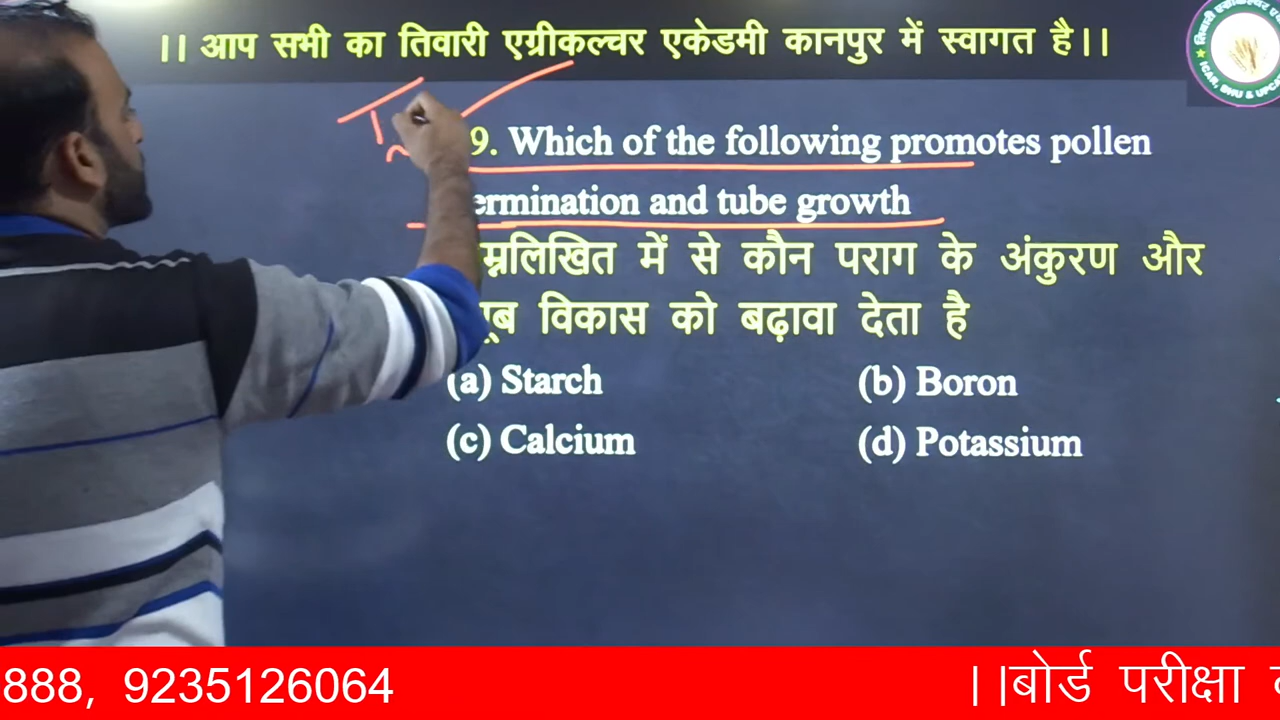 ।। आप सभी का तिवारी एग्रीकल्चर एकेडमी कानपुर में स्वागत है।।
9. Which of the following promotes pollen
ermination and tube growth
म्नलिखित में से कौन पराग के अंकुरण और
यूब विकास को बढ़ावा देता है
(a) Starch (b) Boron
(c) Calcium (d) Potassium
888, 9235126064 ।।बोर्ड परीक्षा